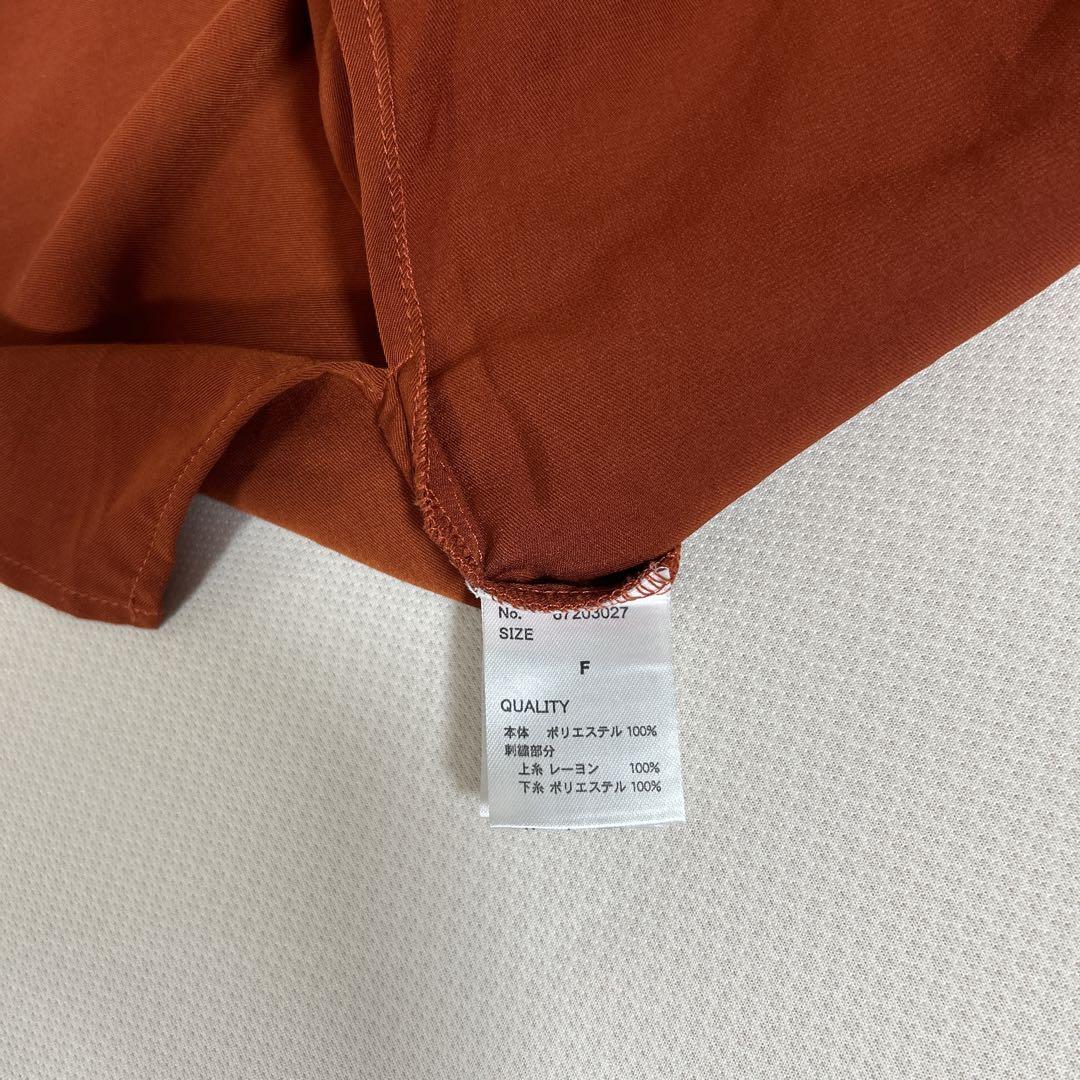 No. 67203027
SIZE
F
QUALITY
本体 ポリエステル 100%
刺繍部分
上糸 レーヨン 100%
下糸 ポリエステル 100%